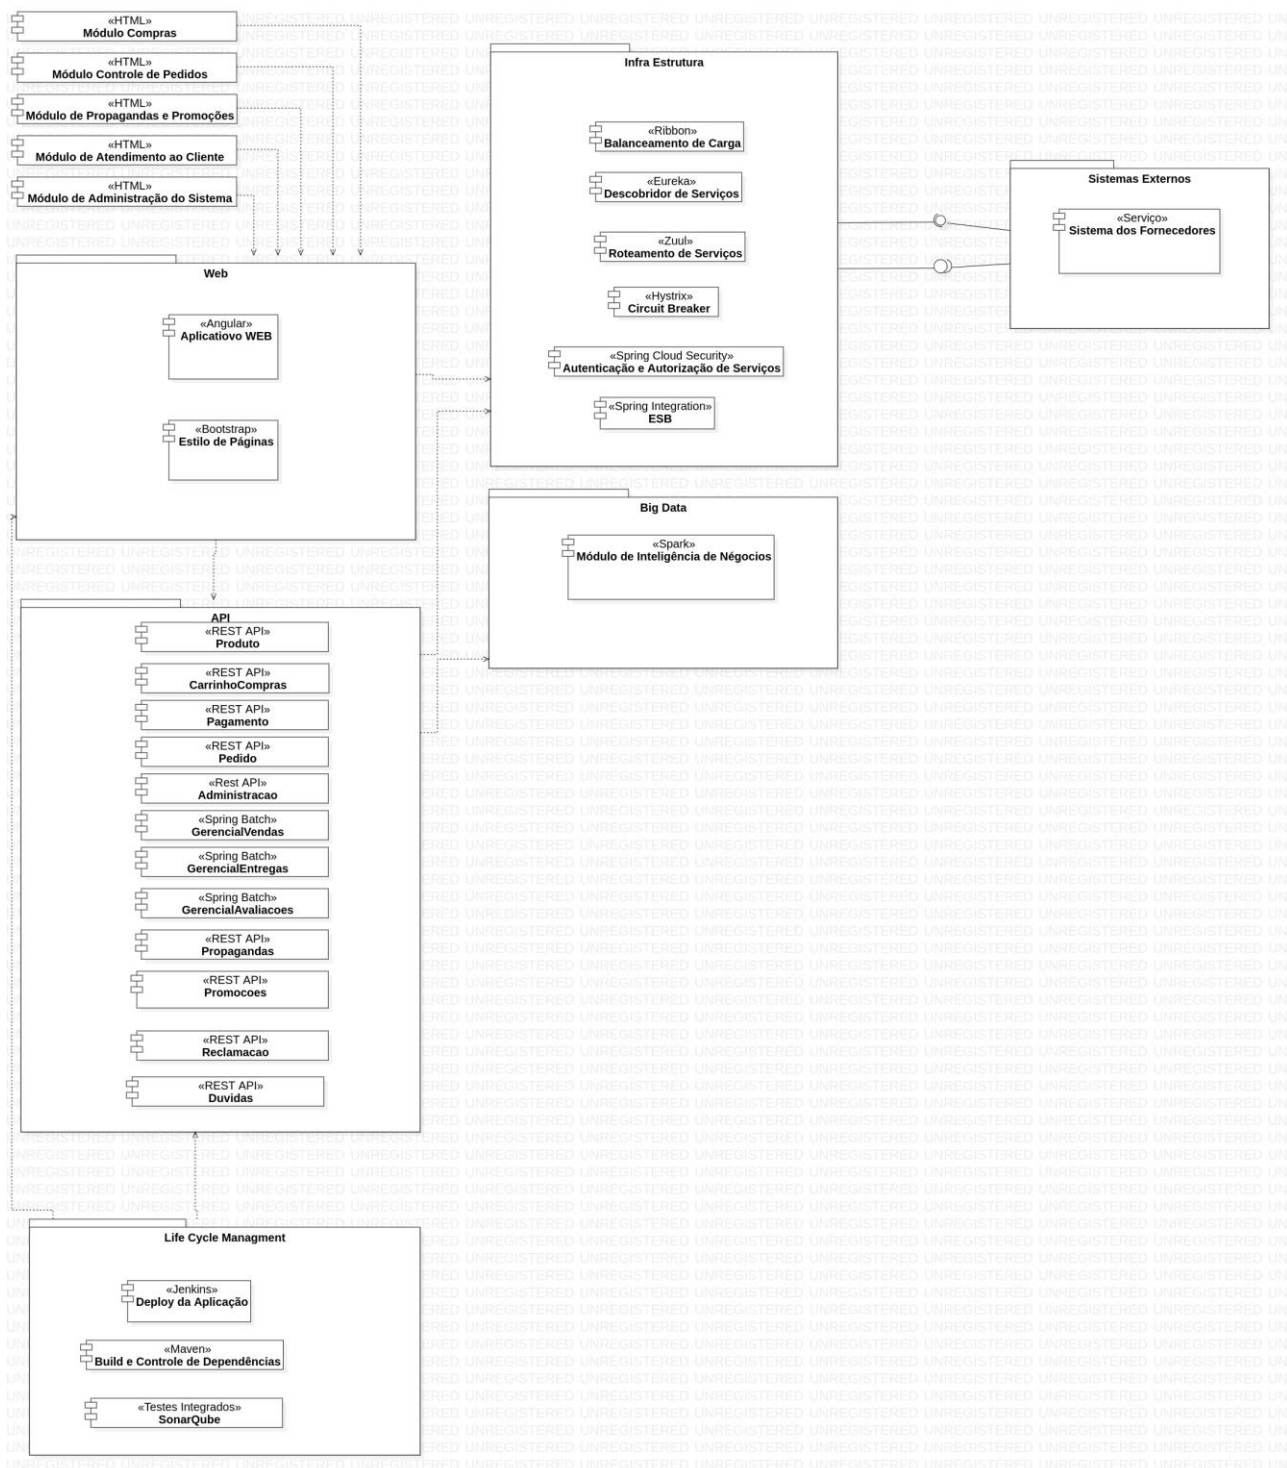 «HTML»
Módulo Compras
«HTML»
Módulo Controle de Pedidos
«HTML»
Módulo de Propagandas e Promoções
«HTML»
Módulo de Atendimento ao Cliente
«HTML»
Módulo de Administração do Sistema
Web
«Angular»
Aplicatiovo WEB
«Bootstrap»
Estilo de Páginas
Infra Estrutura
«Ribbon»
Balanceamento de Carga
«Eureka»
Descobridor de Serviços
«Zuul»
Roteamento de Serviços
«Hystrix»
Circuit Breaker
«Spring Cloud Security»
Autenticação e Autorização de Serviços
«Spring Integration»
ESB
Sistemas Externos
«Serviço»
Sistema dos Fornecedores
Big Data
«Spark»
Módulo de Inteligência de Négocios
API
«REST API»
Produto
«REST API»
CarrinhoCompras
«REST API»
Pagamento
«REST API»
Pedido
«Rest API»
Administracao
«Spring Batch»
GerencialVendas
«Spring Batch»
GerencialEntregas
«Spring Batch»
GerencialAvaliacoes
«REST API»
Propagandas
«REST API»
Promocoes
«REST API»
Reclamacao
«REST API»
Duvidas
Life Cycle Managment
«Jenkins»
Deploy da Aplicação
«Maven»
Build e Controle de Dependências
«Testes Integrados»
SonarQube
UNREGISTERED